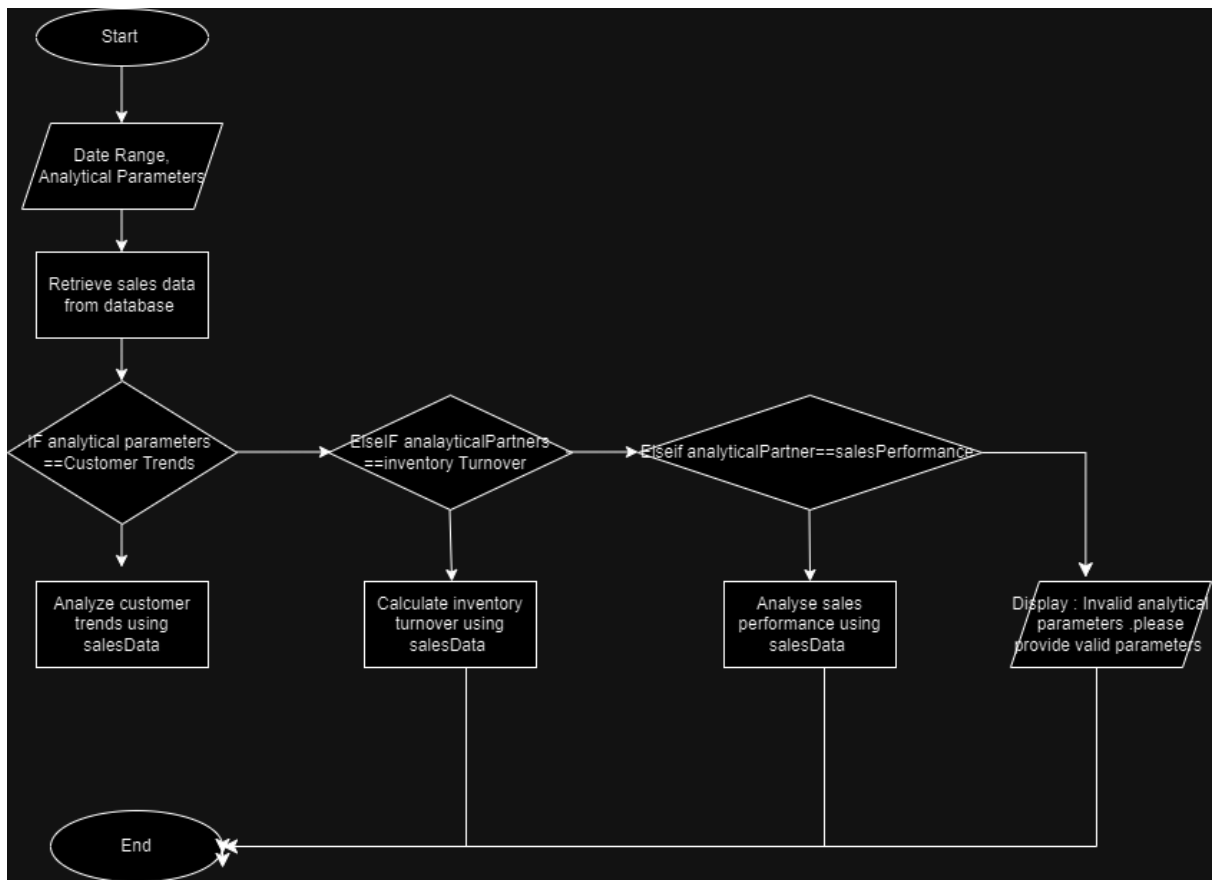 Start
Date Range,
Analytical Parameters
Retrieve sales data
from database
IF analytical parameters
==Customer Trends
ElseIF analayticalPartners
==inventory Turnover
Elseif analyticalPartner==salesPerformance
Analyze customer
trends using
salesData
Calculate inventory
turnover using
salesData
Analyse sales
performance using
salesData
Display : Invalid analytical
parameters .please
provide valid parameters
End